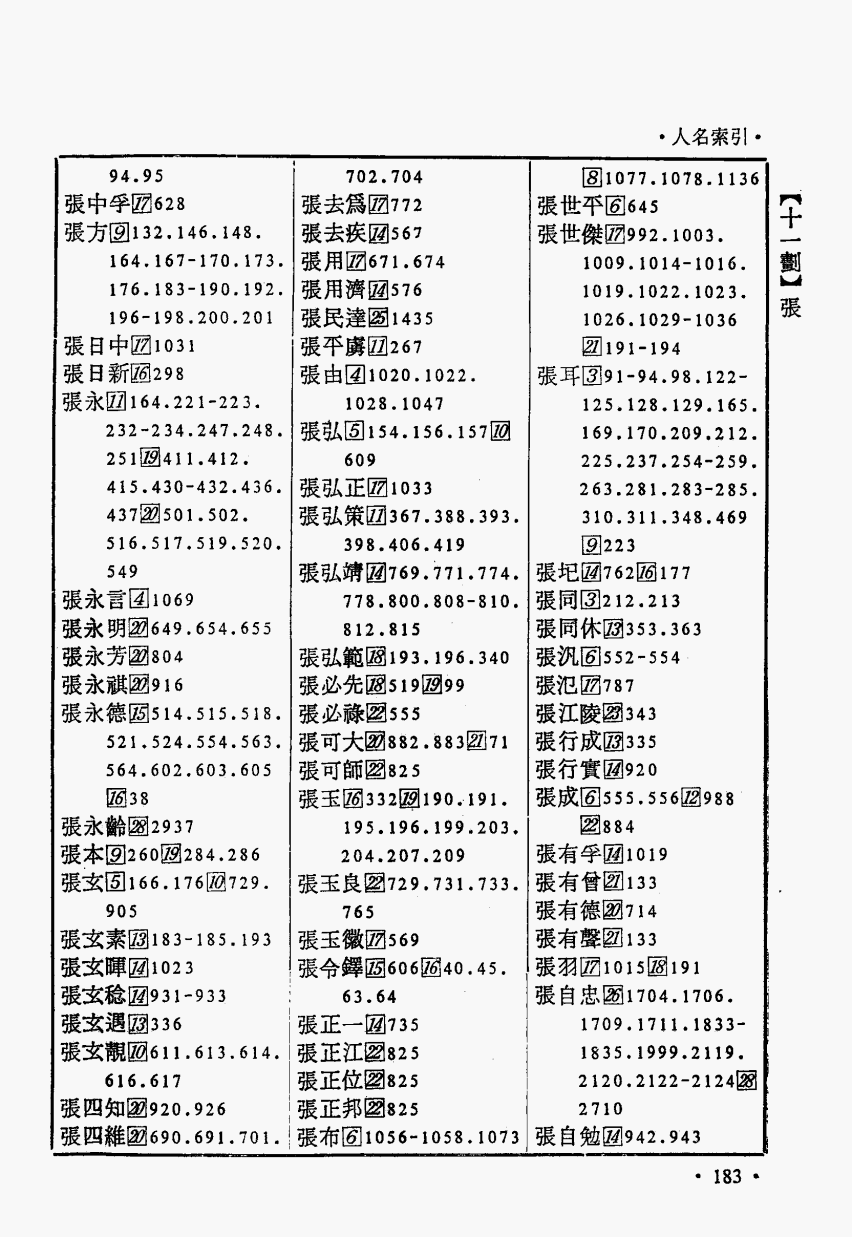 ·人名索引·
94.95
張中孚[17]628
張方[9]132.146.148.
164.167-170.173.
176.183-190.192.
196-198.200.201
張日中[17]1031
張日新[16]298
張永[11]164.221-223.
232-234.247.248.
251[19]411.412.
415.430-432.436.
437[20]501.502.
516.517.519.520.
549
張永言[4]1069
張永明[20]649.654.655
張永芳[20]804
張永祺[20]916
張永德[15]514.515.518.
521.524.554.563.
564.602.603.605
[16]38
張永齡[28]2937
張本[9]260[19]284.286
張玄[5]166.176[10]729.
905
張玄素[13]183-185.193
張玄暉[14]1023
張玄稔[14]931-933
張玄遇[13]336
張玄靚[10]611.613.614.
616.617
張四知[20]920.926
張四維[20]690.691.701.
702.704
張去爲[17]772
張去疾[14]567
張用[17]671.674
張用濟[14]576
張民達[25]1435
張平虜[11]267
張由[4]1020.1022.
1028.1047
張弘[5]154.156.157[10]
609
張弘正[17]1033
張弘策[11]367.388.393.
398.406.419
張弘靖[14]769.771.774.
778.800.808-810.
812.815
張弘範[18]193.196.340
張必先[18]519[19]99
張必祿[22]555
張可大[20]882.883[21]71
張可師[22]825
張玉[16]332[19]190.191.
195.196.199.203.
204.207.209
張玉良[22]729.731.733.
765
張玉徽[17]569
張令鐸[15]606[16]40.45.
63.64
張正一[14]735
張正江[22]825
張正位[22]825
張正邦[22]825
張布[6]1056-1058.1073
[8]1077.1078.1136
張世平[6]645
張世傑[17]992.1003.
1009.1014-1016.
1019.1022.1023.
1026.1029-1036
[21]191-194
張耳[3]91-94.98.122-
125.128.129.165.
169.170.209.212.
225.237.254-259.
263.281.283-285.
310.311.348.469
[9]223
張圯[14]762[16]177
張同[3]212.213
張同休[13]353.363
張汎[6]552-554
張氾[17]787
張江陵[23]343
張行成[13]335
張行實[14]920
張成[6]555.556[12]988
[22]884
張有孚[14]1019
張有曾[21]133
張有德[20]714
張有聲[21]133
張羽[17]1015[18]191
張自忠[26]1704.1706.
1709.1711.1833-
1835.1999.2119.
2120.2122-2124[28]
2710
張自勉[14]942.943
【十一劃】張
·183·